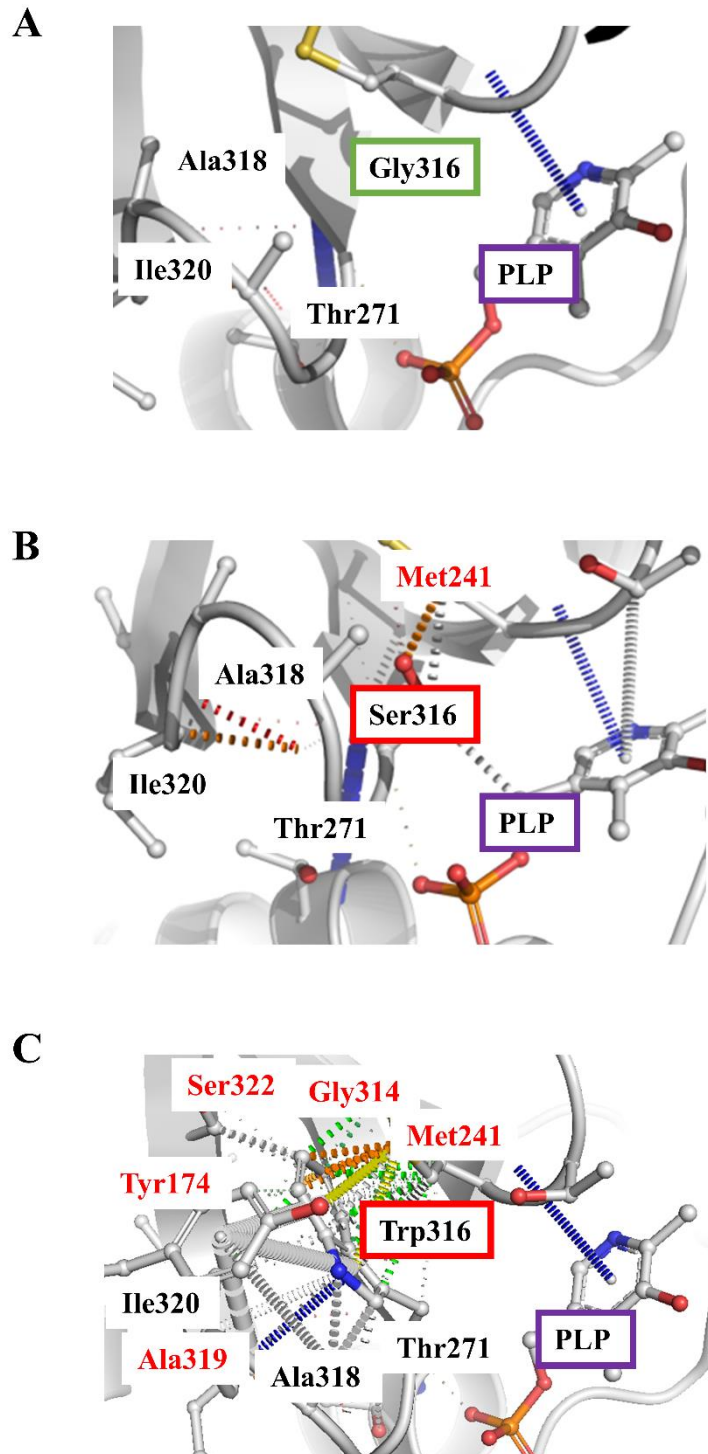 A
Ala318
Gly316
Ile320
PLP
Thr271
B
Met241
Ala318
Ser316
Ile320
Thr271
PLP
C
Ser322
Gly314
Met241
Tyr174
Trp316
Ile320
Thr271
PLP
Ala319
Ala318